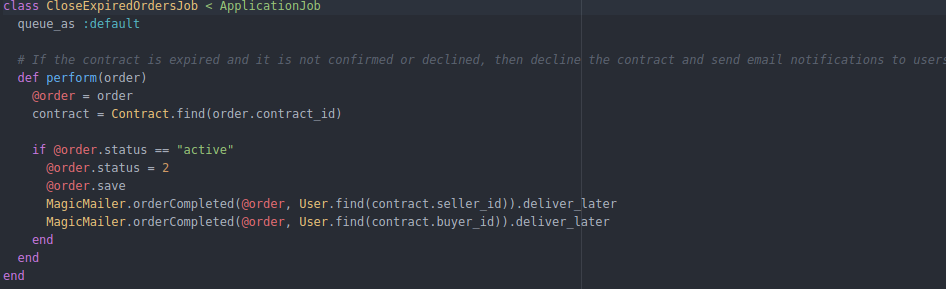 class CloseExpiredOrdersJob < ApplicationJob
  queue_as :default

  # If the contract is expired and it is not confirmed or declined, then decline the contract and send email notifications to users
  def perform(order)
    @order = order
    contract = Contract.find(order.contract_id)

    if @order.status == "active"
      @order.status = 2
      @order.save
      MagicMailer.orderCompleted(@order, User.find(contract.seller_id)).deliver_later
      MagicMailer.orderCompleted(@order, User.find(contract.buyer_id)).deliver_later
    end
  end
end